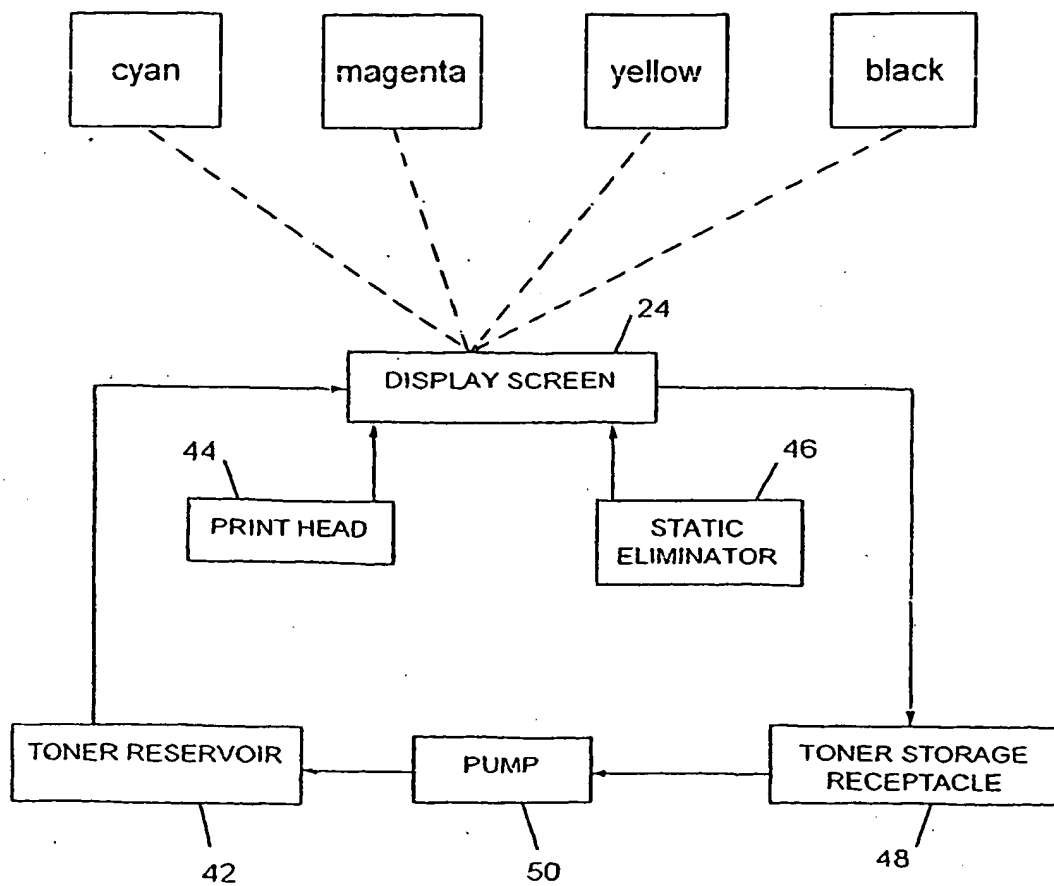 cyan
magenta
yellow
black
24
DISPLAY SCREEN
44
46
PRINT HEAD
STATIC
ELIMINATOR
TONER RESERVOIR
PUMP
TONER STORAGE
RECEPTACLE
42
50
48